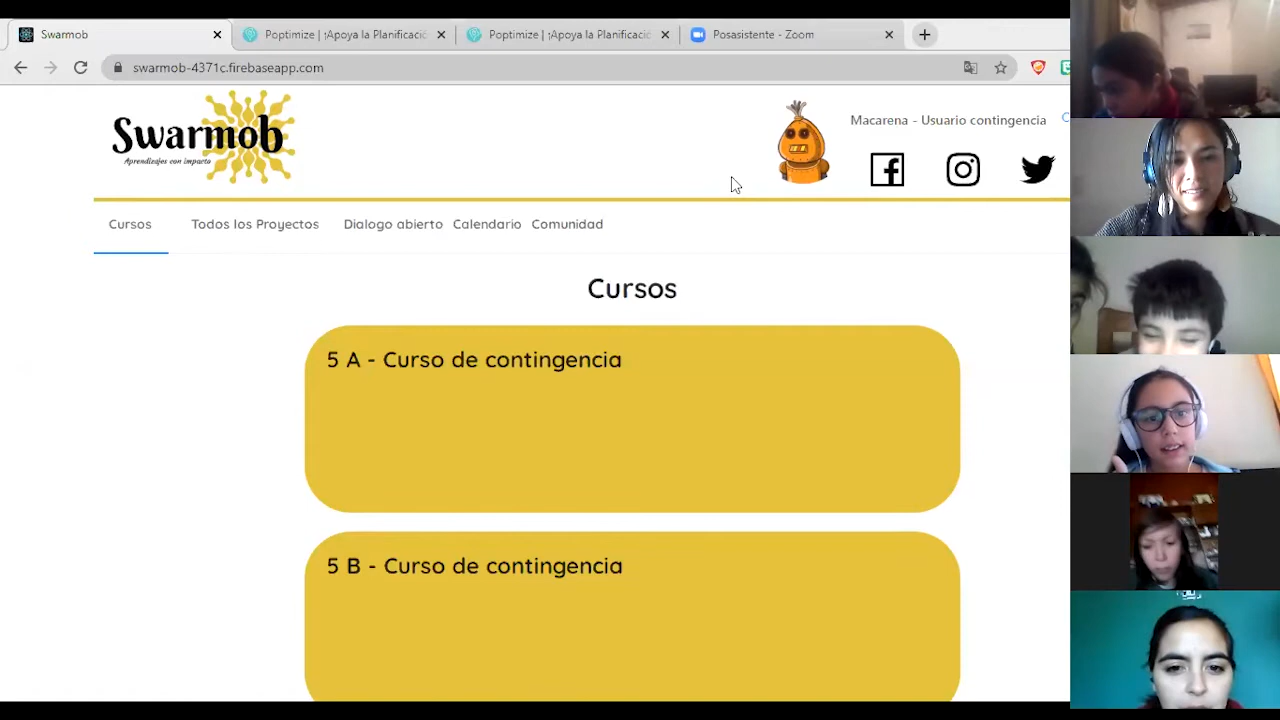 Swarmob
Poptimize | ¡Apoya la Planificació
Poptimize | ¡Apoya la Planificació
Posasistente - Zoom
swarmob-4371c.firebaseapp.com
Swarmob
Aprendizajes con impacto
Macarena - Usuario contingencia
Cursos
Todos los Proyectos
Dialogo abierto
Calendario
Comunidad
Cursos
5 A - Curso de contingencia
5 B - Curso de contingencia